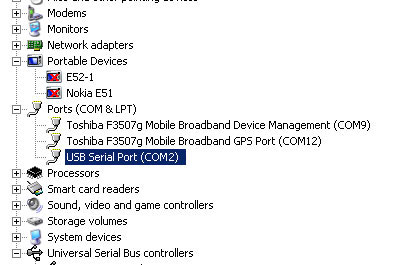 Modems
Monitors
Network adapters
Portable Devices
E52-1
Nokia E51
Ports (COM & LPT)
Toshiba F3507g Mobile Broadband Device Management (COM9)
Toshiba F3507g Mobile Broadband GPS Port (COM12)
USB Serial Port (COM2)
Processors
Smart card readers
Sound, video and game controllers
Storage volumes
System devices
Universal Serial Bus controllers